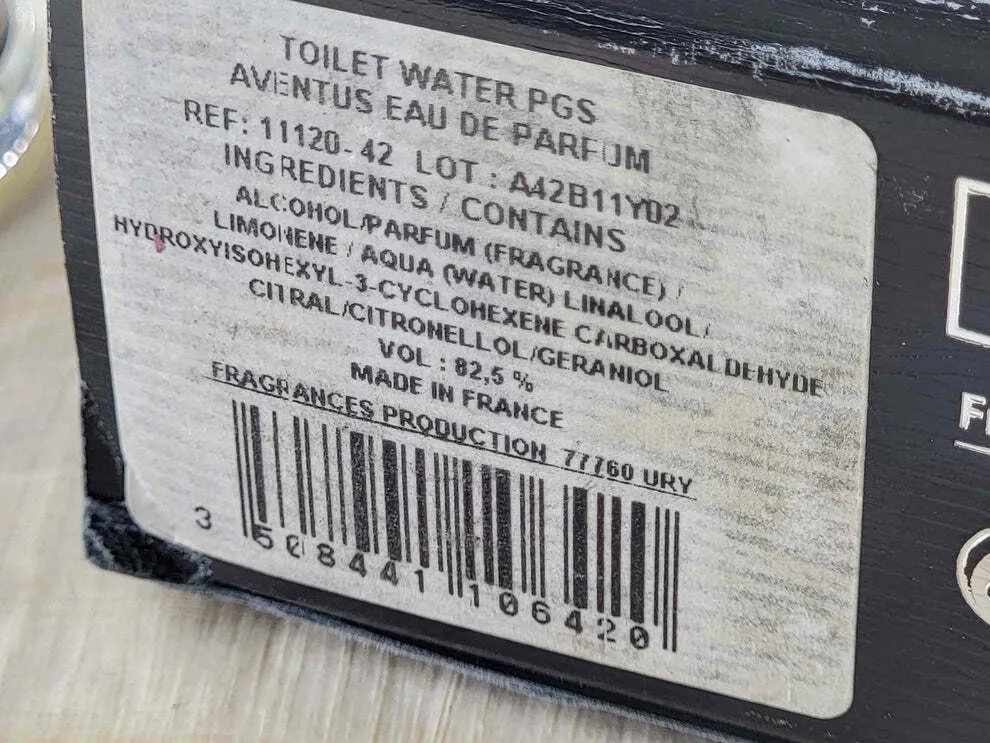 TOILET WATER PGS
AVENTUS EAU DE PARFUM
REF: 11120-42 LOT : A42B11Y02
INGREDIENTS / CONTAINS
ALCOHOL/PARFUM (FRAGRANCE) /
LIMONENE / AQUA (WATER) LINALOOL/
HYDROXYISOHEXYL-3-CYCLOHEXENE CARBOXALDEHYDE
CITRAL/CITRONELLOL/GERANIOL
VOL : 82,5 %
MADE IN FRANCE
FRAGRANCES PRODUCTION 77760 URY
3 508441 106420